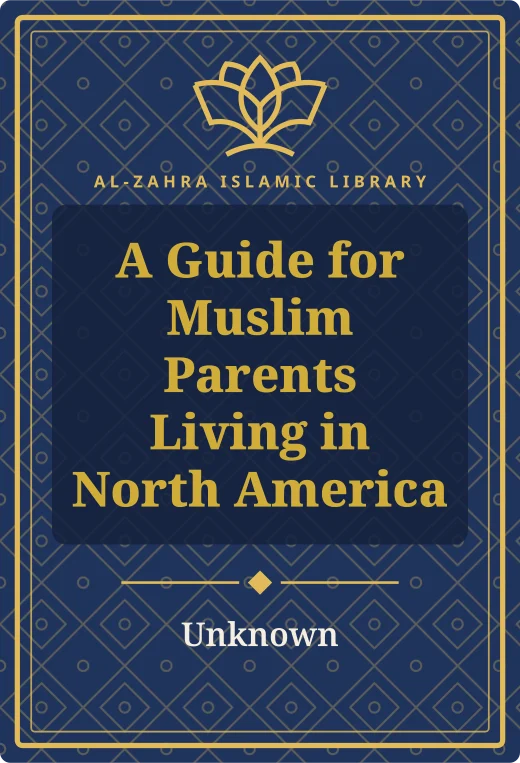 AL-ZAHRA ISLAMIC LIBRARY
A Guide for
Muslim
Parents
Living in
North America
Unknown